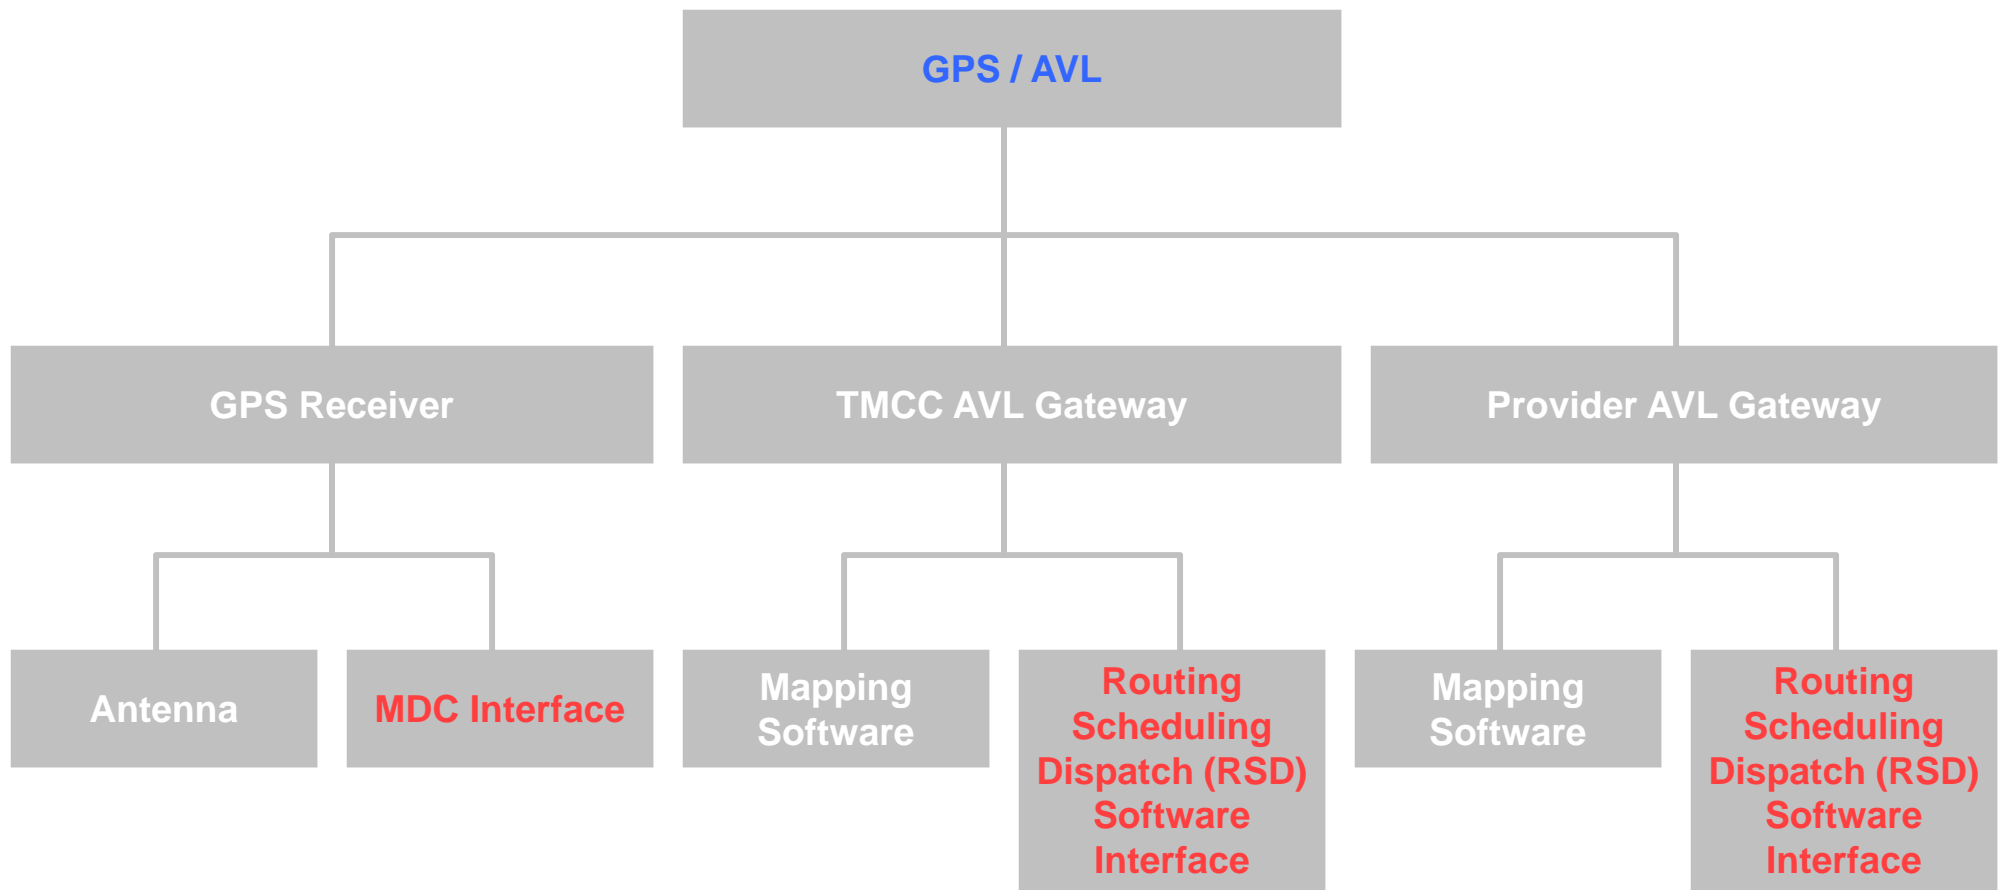 GPS / AVL
GPS Receiver
TMCC AVL Gateway
Provider AVL Gateway
Antenna
MDC Interface
Mapping
Software
Routing
Scheduling
Dispatch (RSD)
Software
Interface
Mapping
Software
Routing
Scheduling
Dispatch (RSD)
Software
Interface